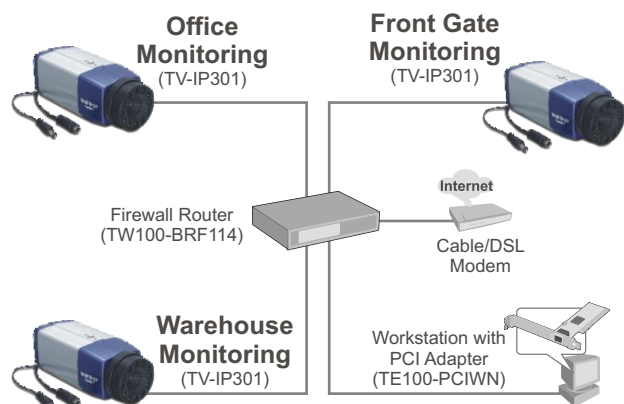 Office
Monitoring
(TV-IP301)
Front Gate
Monitoring
(TV-IP301)
Firewall Router
(TW100-BRF114)
Internet
Cable/DSL
Modem
Warehouse
Monitoring
(TV-IP301)
Workstation with
PCI Adapter
(TE100-PCIWN)